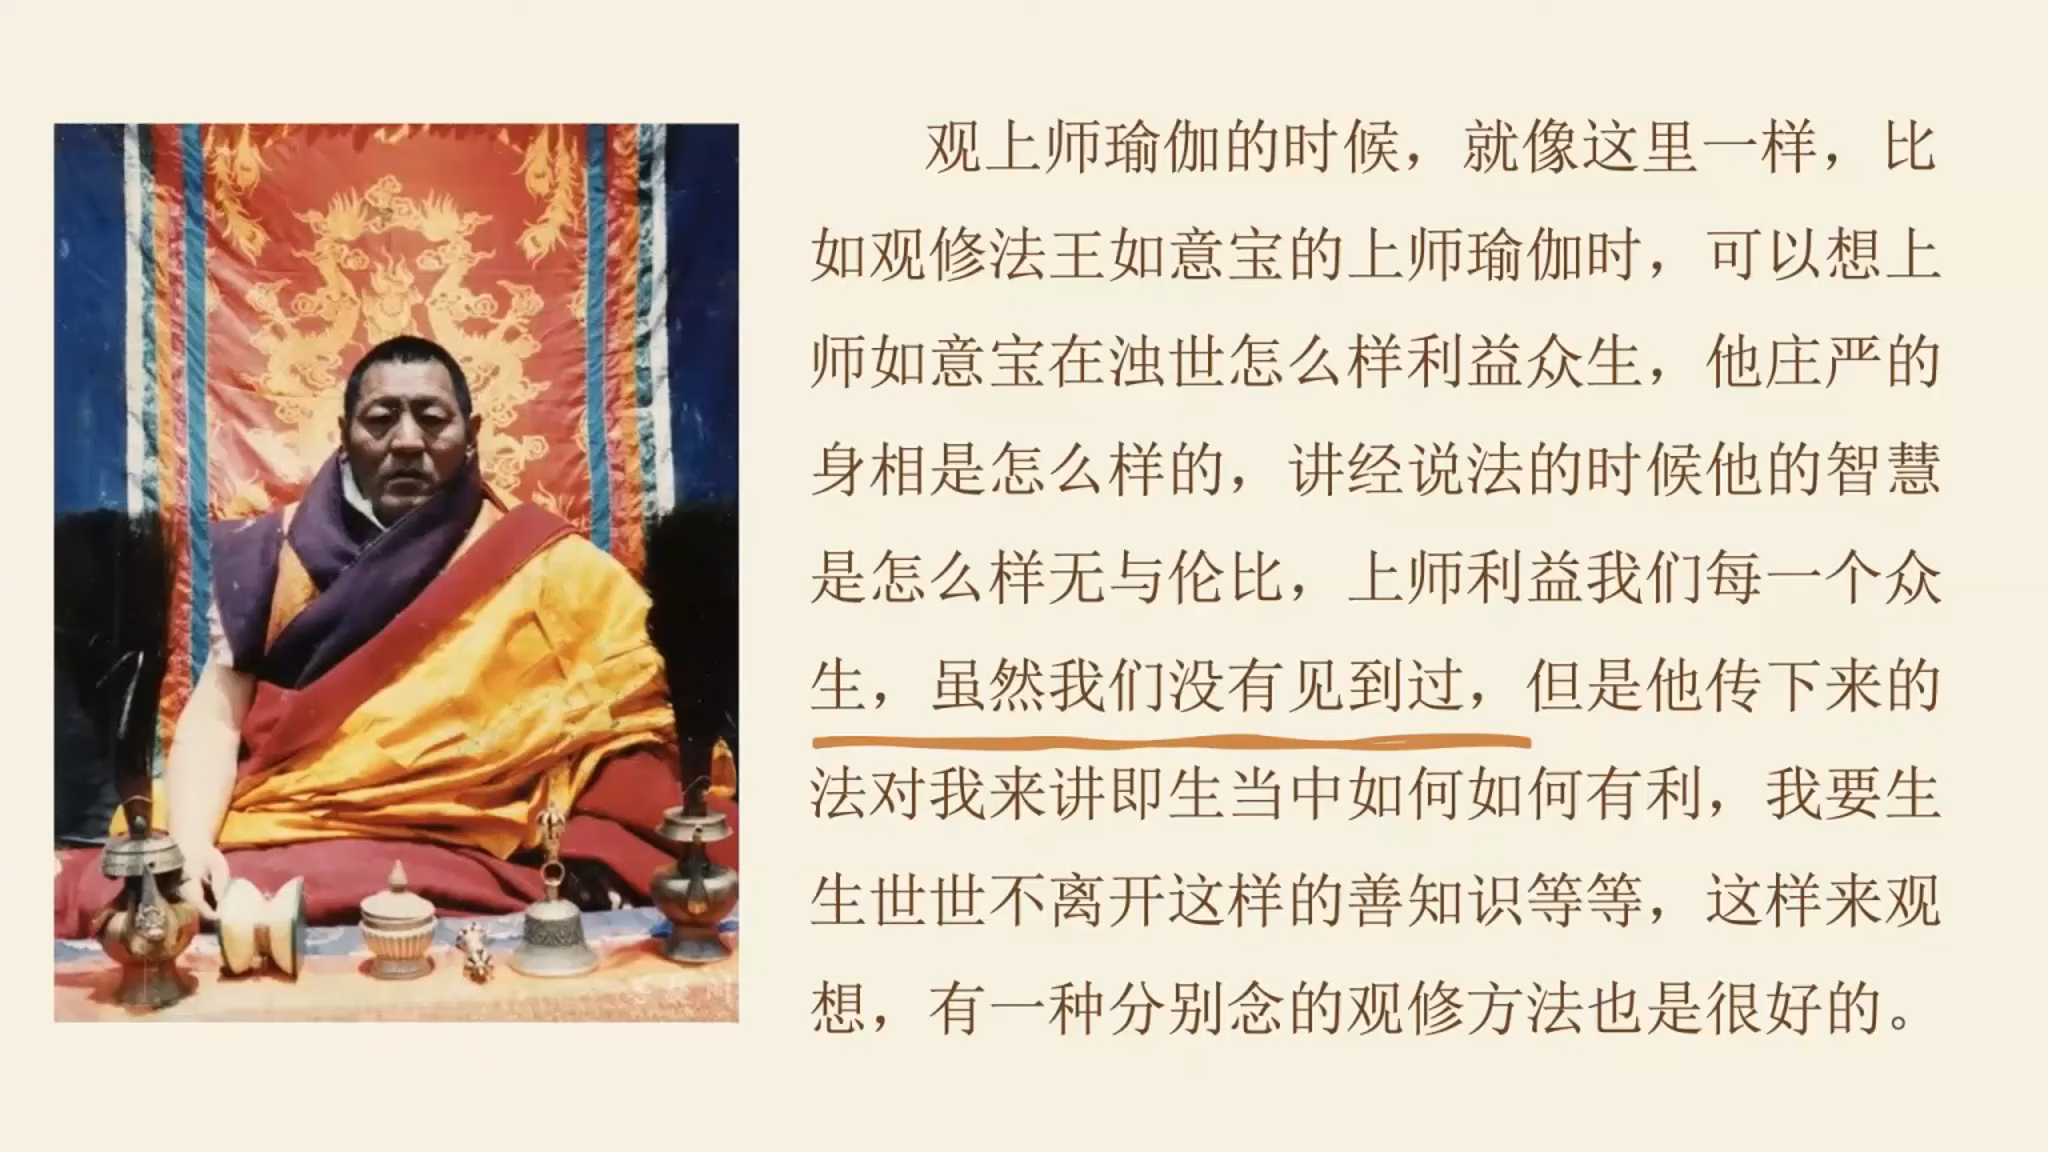 观上师瑜伽的时候，就像这里一样，比
如观修法王如意宝的上师瑜伽时，可以想上
师如意宝在浊世怎么样利益众生，他庄严的
身相是怎么样的，讲经说法的时候他的智慧
是怎么样无与伦比，上师利益我们每一个众
生，虽然我们没有见到过，但是他传下来的
法对我来讲即生当中如何如何有利，我要生
生世世不离开这样的善知识等等，这样来观
想，有一种分别念的观修方法也是很好的。